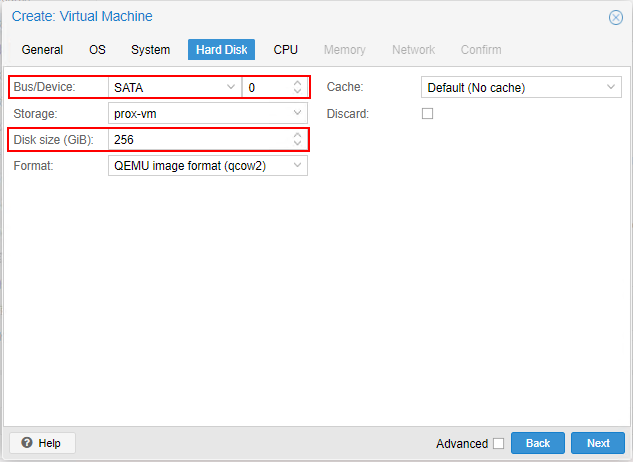 Create: Virtual Machine
General OS System Hard Disk CPU Memory Network Confirm
Bus/Device: SATA 0 Cache: Default (No cache)
Storage: prox-vm Discard:
Disk size (GiB): 256
Format: QEMU image format (qcow2)
Help Advanced Back Next